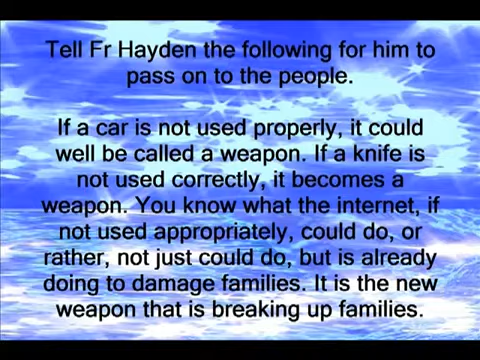 Tell Fr Hayden the following for him to
pass on to the people.
If a car is not used properly, it could
well be called a weapon. If a knife is
not used correctly, it becomes a
weapon. You know what the internet, if
not used appropriately, could do, or
rather, not just could do, but is already
doing to damage families. It is the new
weapon that is breaking up families.